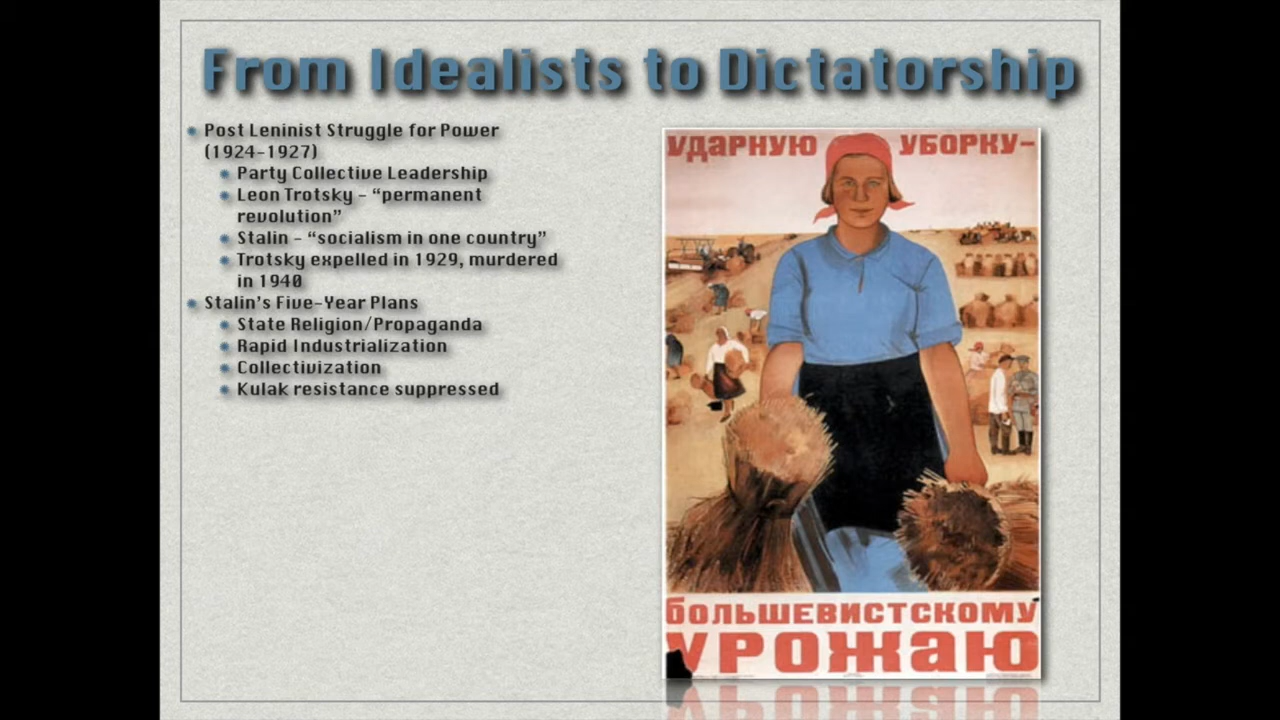 From Idealists to Dictatorship
Post Leninist Struggle for Power
(1924-1927)
Party Collective Leadership
Leon Trotsky - “permanent
revolution”
Stalin - “socialism in one country”
Trotsky expelled in 1929, murdered
in 1940
Stalin’s Five-Year Plans
State Religion/Propaganda
Rapid Industrialization
Collectivization
Kulak resistance suppressed
УДАРНУЮ УБОРКУ-
БОЛЬШЕВИСТСКОМУ
УРОЖАЮ